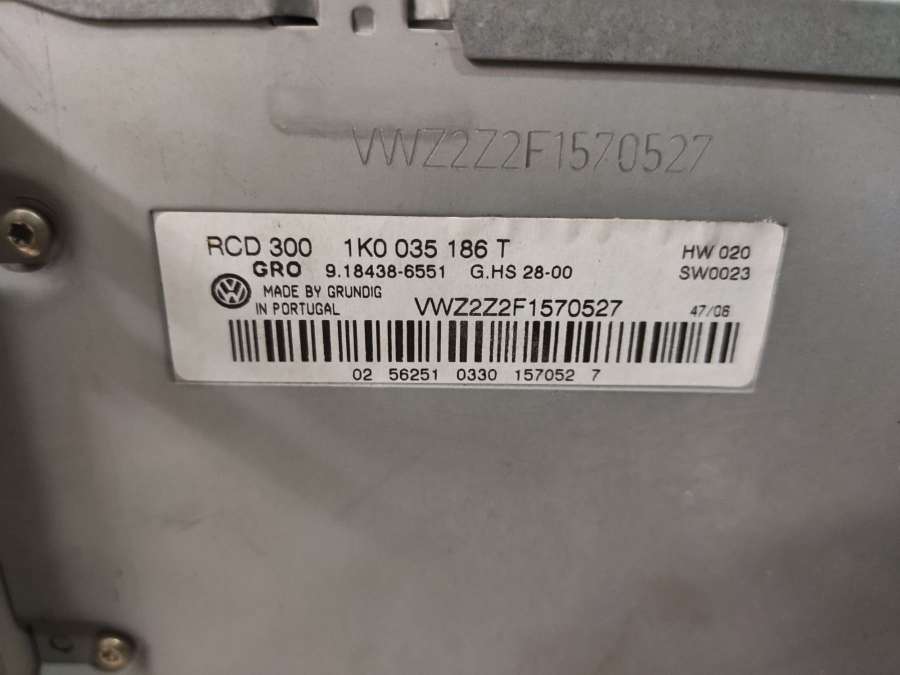 VWZ2Z2F1570527
RCD 300 1K0 035 186 T HW 020
GRO 9.18438-6551 G.HS 28-00 SW0023
MADE BY GRUNDIG
IN PORTUGAL VWZ2Z2F1570527 47/06
02 56251 0330 157052 7